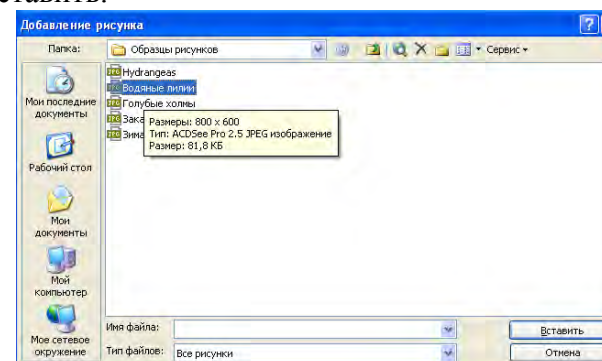 ставить.
Добавление рисунка
?
Папка:
Образцы рисунков
Сервис
Мои последние документы
Рабочий стол
Мои документы
Мой компьютер
Мое сетевое окружение
Hydrangeas
Водяные лилии
Голубые холмы
Зака
Зима
Размеры: 800 x 600
Тип: ACDSee Pro 2.5 JPEG изображение
Размер: 81,8 КБ
Имя файла:
Вставить
Тип файлов:
Все рисунки
Отмена